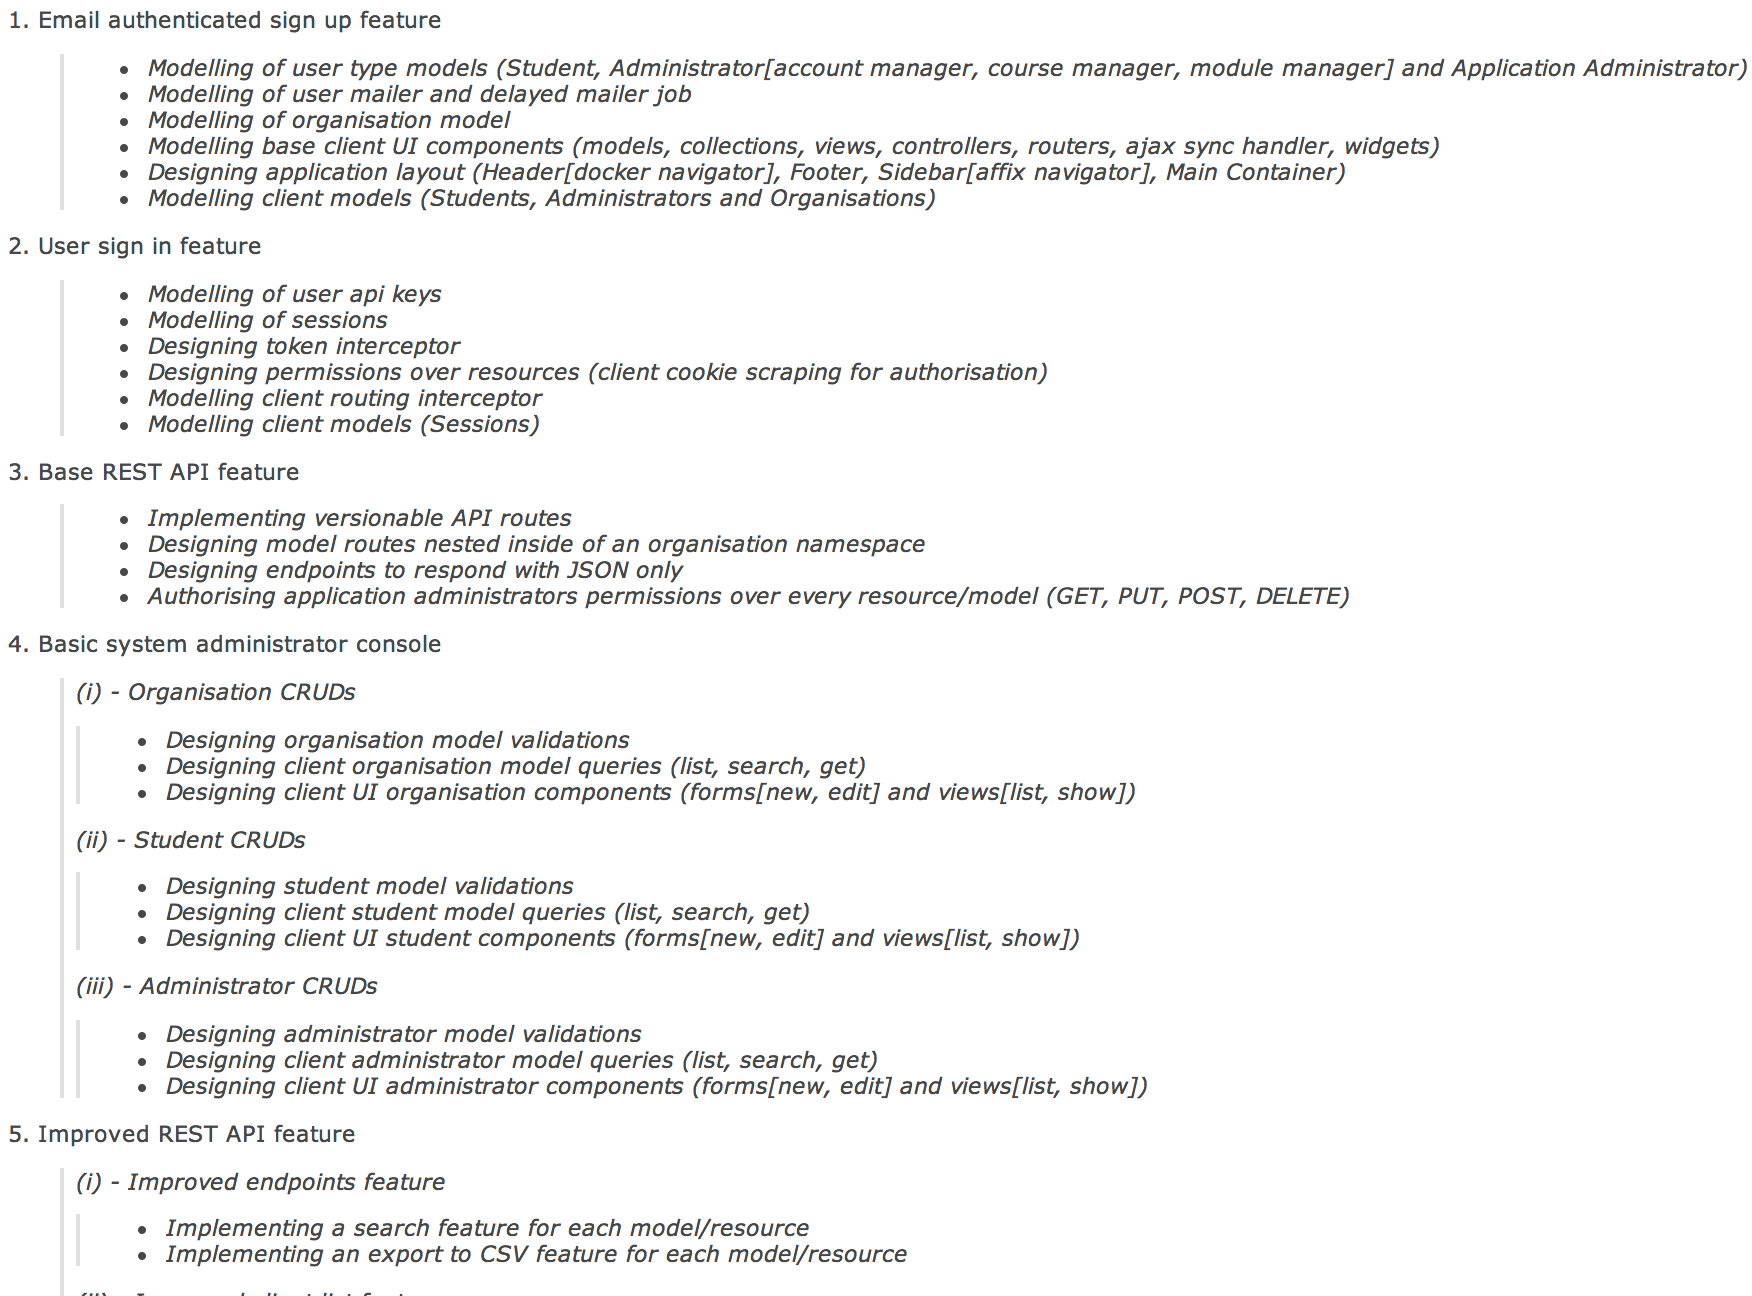 1. Email authenticated sign up feature
• Modelling of user type models (Student, Administrator[account manager, course manager, module manager] and Application Administrator)
• Modelling of user mailer and delayed mailer job
• Modelling of organisation model
• Modelling base client UI components (models, collections, views, controllers, routers, ajax sync handler, widgets)
• Designing application layout (Header[docker navigator], Footer, Sidebar[affix navigator], Main Container)
• Modelling client models (Students, Administrators and Organisations)
2. User sign in feature
• Modelling of user api keys
• Modelling of sessions
• Designing token interceptor
• Designing permissions over resources (client cookie scraping for authorisation)
• Modelling client routing interceptor
• Modelling client models (Sessions)
3. Base REST API feature
• Implementing versionable API routes
• Designing model routes nested inside of an organisation namespace
• Designing endpoints to respond with JSON only
• Authorising application administrators permissions over every resource/model (GET, PUT, POST, DELETE)
4. Basic system administrator console
(i) - Organisation CRUDs
• Designing organisation model validations
• Designing client organisation model queries (list, search, get)
• Designing client UI organisation components (forms[new, edit] and views[list, show])
(ii) - Student CRUDs
• Designing student model validations
• Designing client student model queries (list, search, get)
• Designing client UI student components (forms[new, edit] and views[list, show])
(iii) - Administrator CRUDs
• Designing administrator model validations
• Designing client administrator model queries (list, search, get)
• Designing client UI administrator components (forms[new, edit] and views[list, show])
5. Improved REST API feature
(i) - Improved endpoints feature
• Implementing a search feature for each model/resource
• Implementing an export to CSV feature for each model/resource